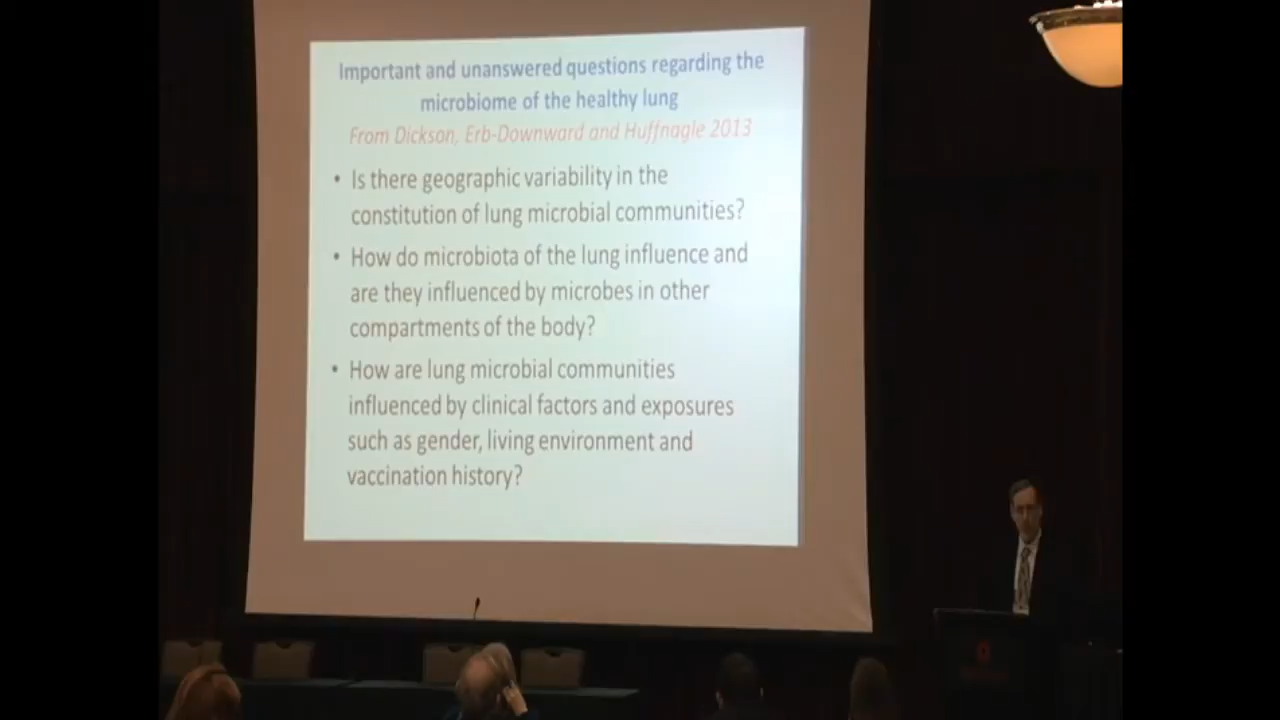 Important and unanswered questions regarding the
microbiome of the healthy lung
From Dickson, Erb-Downward and Huffnagle 2013
• Is there geographic variability in the
constitution of lung microbial communities?
• How do microbiota of the lung influence and
are they influenced by microbes in other
compartments of the body?
• How are lung microbial communities
influenced by clinical factors and exposures
such as gender, living environment and
vaccination history?